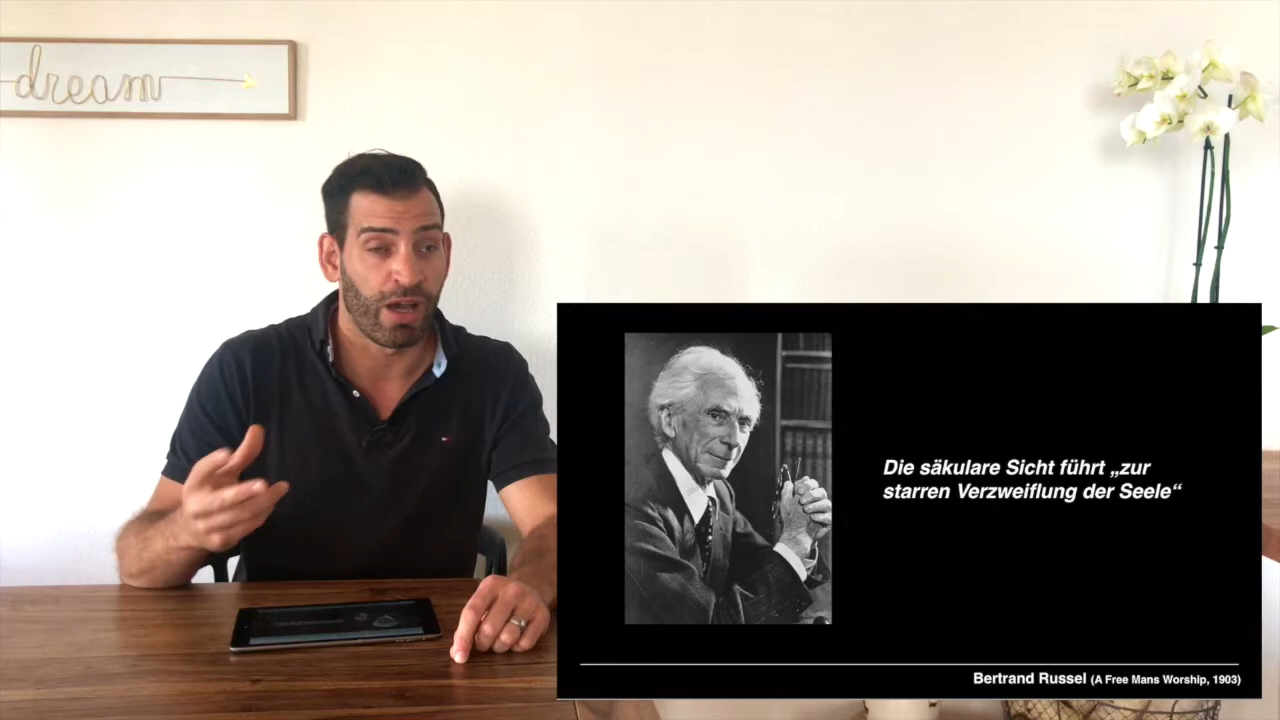 dream
Die säkulare Sicht führt „zur
starren Verzweiflung der Seele“
Bertrand Russel (A Free Mans Worship, 1903)